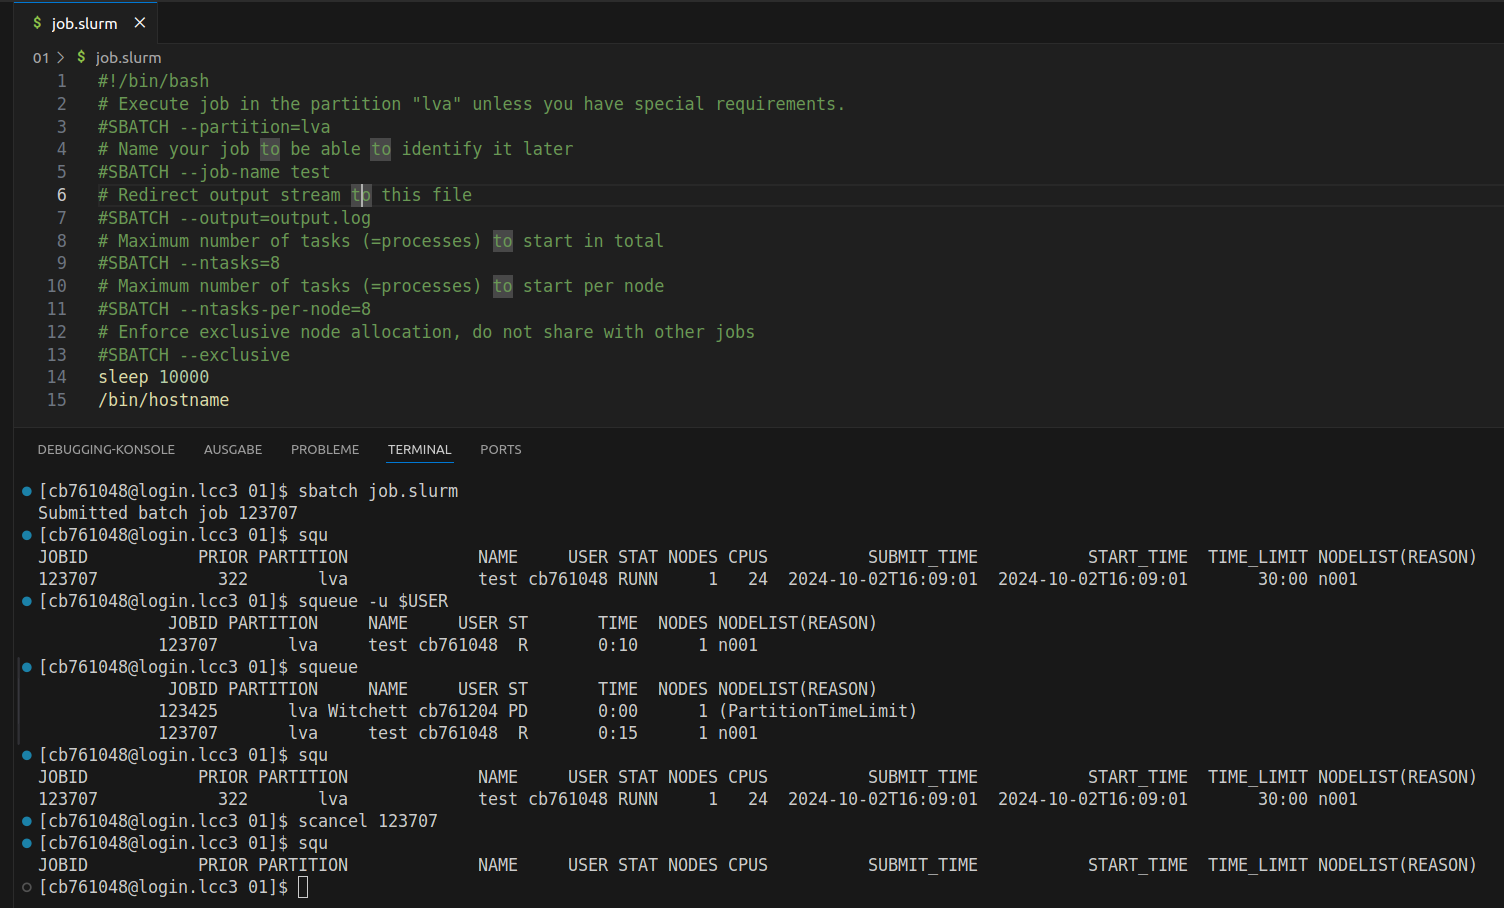 $ job.slurm ×
01 > $ job.slurm
1 #!/bin/bash
2 # Execute job in the partition "lva" unless you have special requirements.
3 #SBATCH --partition=lva
4 # Name your job to be able to identify it later
5 #SBATCH --job-name test
6 # Redirect output stream to this file
7 #SBATCH --output=output.log
8 # Maximum number of tasks (=processes) to start in total
9 #SBATCH --ntasks=8
10 # Maximum number of tasks (=processes) to start per node
11 #SBATCH --ntasks-per-node=8
12 # Enforce exclusive node allocation, do not share with other jobs
13 #SBATCH --exclusive
14 sleep 10000
15 /bin/hostname
DEBUGGING-KONSOLE AUSGABE PROBLEME TERMINAL PORTS
[cb761048@login.lcc3 01]$ sbatch job.slurm
Submitted batch job 123707
[cb761048@login.lcc3 01]$ squ
JOBID PRIOR PARTITION NAME USER STAT NODES CPUS SUBMIT_TIME START_TIME TIME_LIMIT NODELIST(REASON)
123707 322 lva test cb761048 RUNN 1 24 2024-10-02T16:09:01 2024-10-02T16:09:01 30:00 n001
[cb761048@login.lcc3 01]$ squeue -u $USER
JOBID PARTITION NAME USER ST TIME NODES NODELIST(REASON)
123707 lva test cb761048 R 0:10 1 n001
[cb761048@login.lcc3 01]$ squeue
JOBID PARTITION NAME USER ST TIME NODES NODELIST(REASON)
123425 lva Witchett cb761204 PD 0:00 1 (PartitionTimeLimit)
123707 lva test cb761048 R 0:15 1 n001
[cb761048@login.lcc3 01]$ squ
JOBID PRIOR PARTITION NAME USER STAT NODES CPUS SUBMIT_TIME START_TIME TIME_LIMIT NODELIST(REASON)
123707 322 lva test cb761048 RUNN 1 24 2024-10-02T16:09:01 2024-10-02T16:09:01 30:00 n001
[cb761048@login.lcc3 01]$ scancel 123707
[cb761048@login.lcc3 01]$ squ
JOBID PRIOR PARTITION NAME USER STAT NODES CPUS SUBMIT_TIME START_TIME TIME_LIMIT NODELIST(REASON)
[cb761048@login.lcc3 01]$